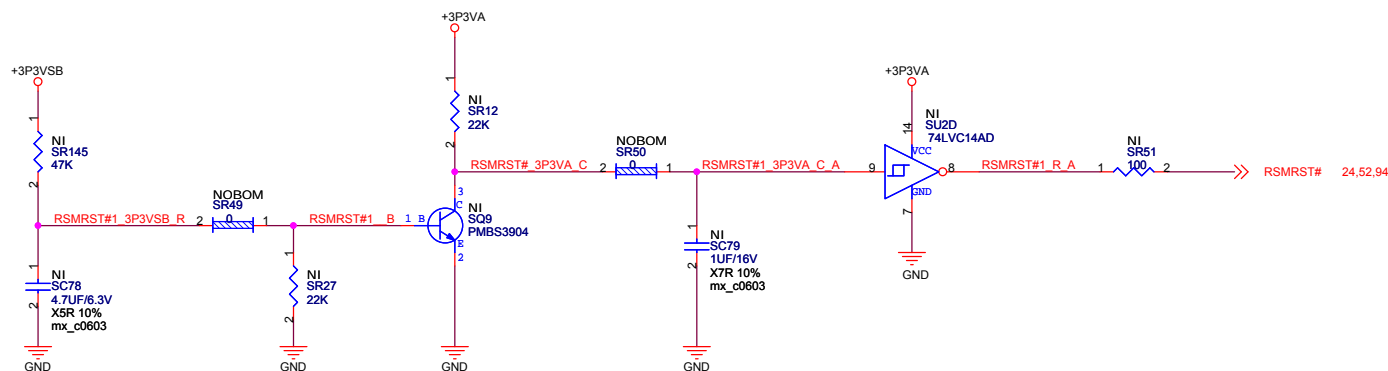 +3P3VA
+3P3VSB
+3P3VA
1
NI
SR12
22K
2
1
NI
SR145
47K
2
NI
SU2D
74LVC14AD
14
VCC
9
8
GND
7
GND
RSMRST#_3P3VA_C
2
NOBOM
SR50
0
1
RSMRST#1_3P3VA_C_A
RSMRST#1_R_A
1
NI
SR51
100
2
RSMRST#
24,52,94
RSMRST#1_3P3VSB_R
2
NOBOM
SR49
0
1
RSMRST#1__B
1
B
3
C
E
2
NI
SQ9
PMBS3904
1
NI
SC79
1UF/16V
X7R 10%
mx_c0603
2
1
NI
SC78
4.7UF/6.3V
X5R 10%
mx_c0603
2
1
NI
SR27
22K
2
GND
GND
GND
GND